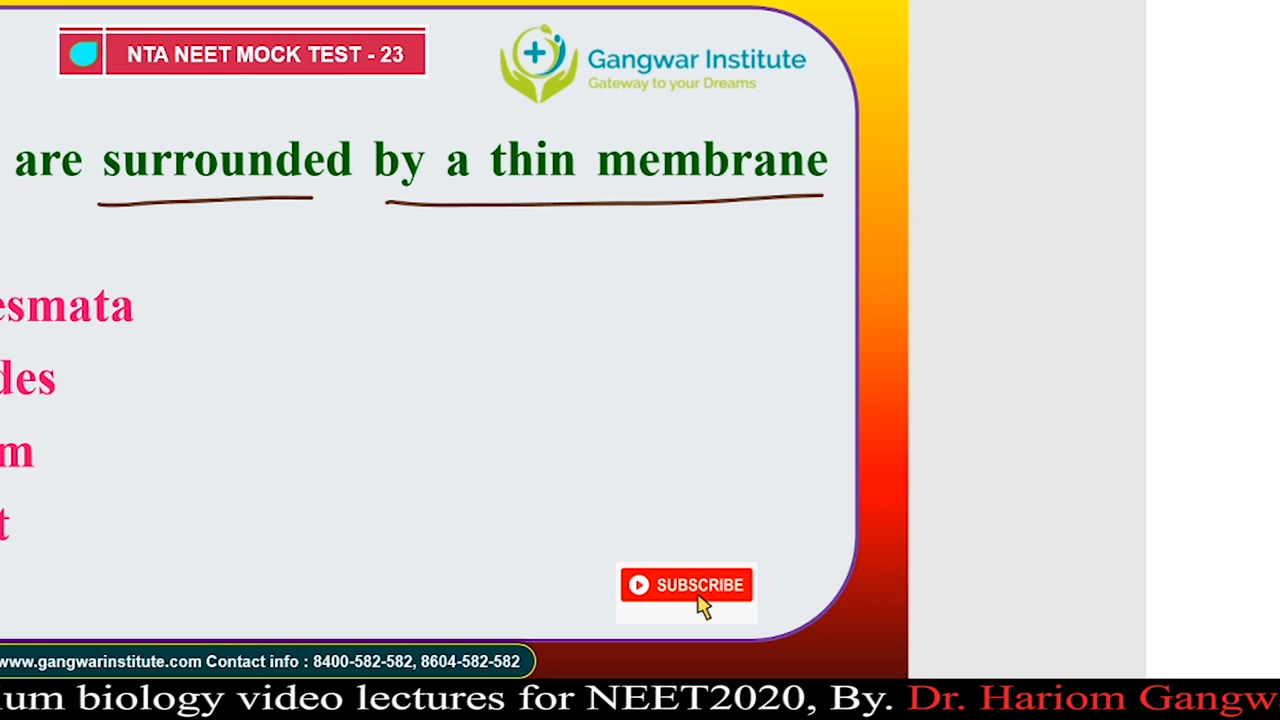 NTA NEET MOCK TEST - 23
Gangwar Institute
Gateway to your Dreams
are surrounded by a thin membrane
esmata
des
m
t
SUBSCRIBE
www.gangwarinstitute.com Contact info : 8400-582-582, 8604-582-582
ium biology video lectures for NEET2020, By. Dr. Hariom Gangw